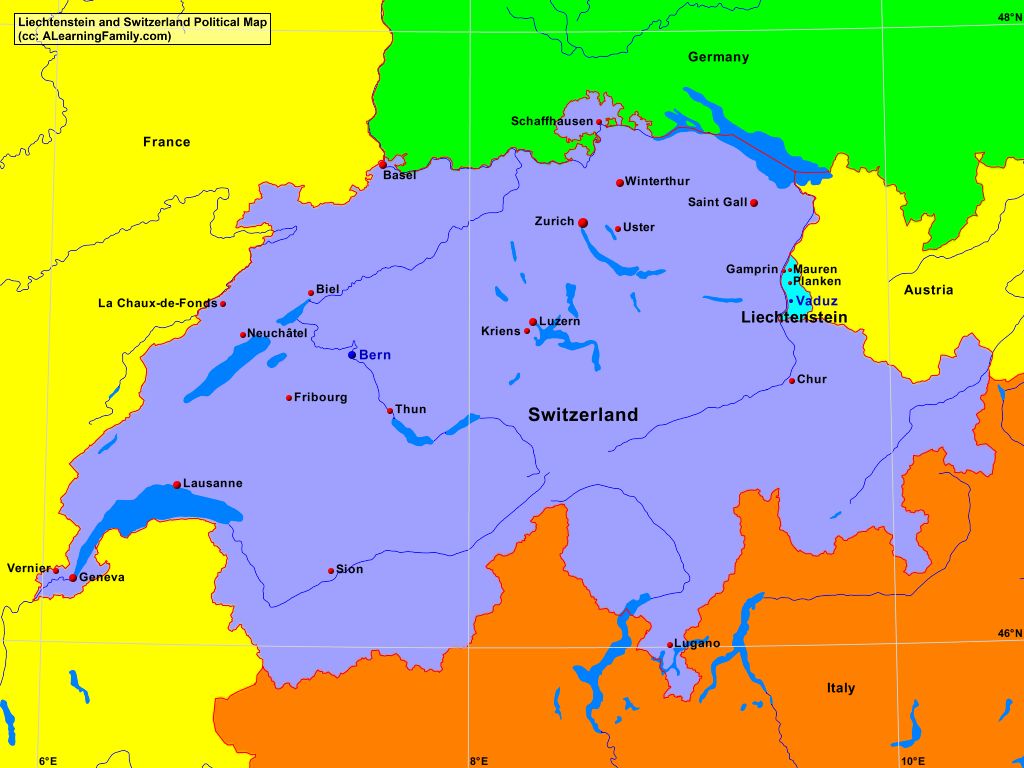 Liechtenstein and Switzerland Political Map
(cc: ALearningFamily.com)
48°N
Germany
Schaffhausen
France
Basel
Winterthur
Saint Gall
Zurich
Uster
Gamprin
Mauren
Planken
Austria
Biel
La Chaux-de-Fonds
Vaduz
Liechtenstein
Luzern
Kriens
Neuchâtel
Bern
Chur
Fribourg
Thun
Switzerland
Lausanne
Vernier
Geneva
Sion
46°N
Lugano
Italy
6°E
8°E
10°E